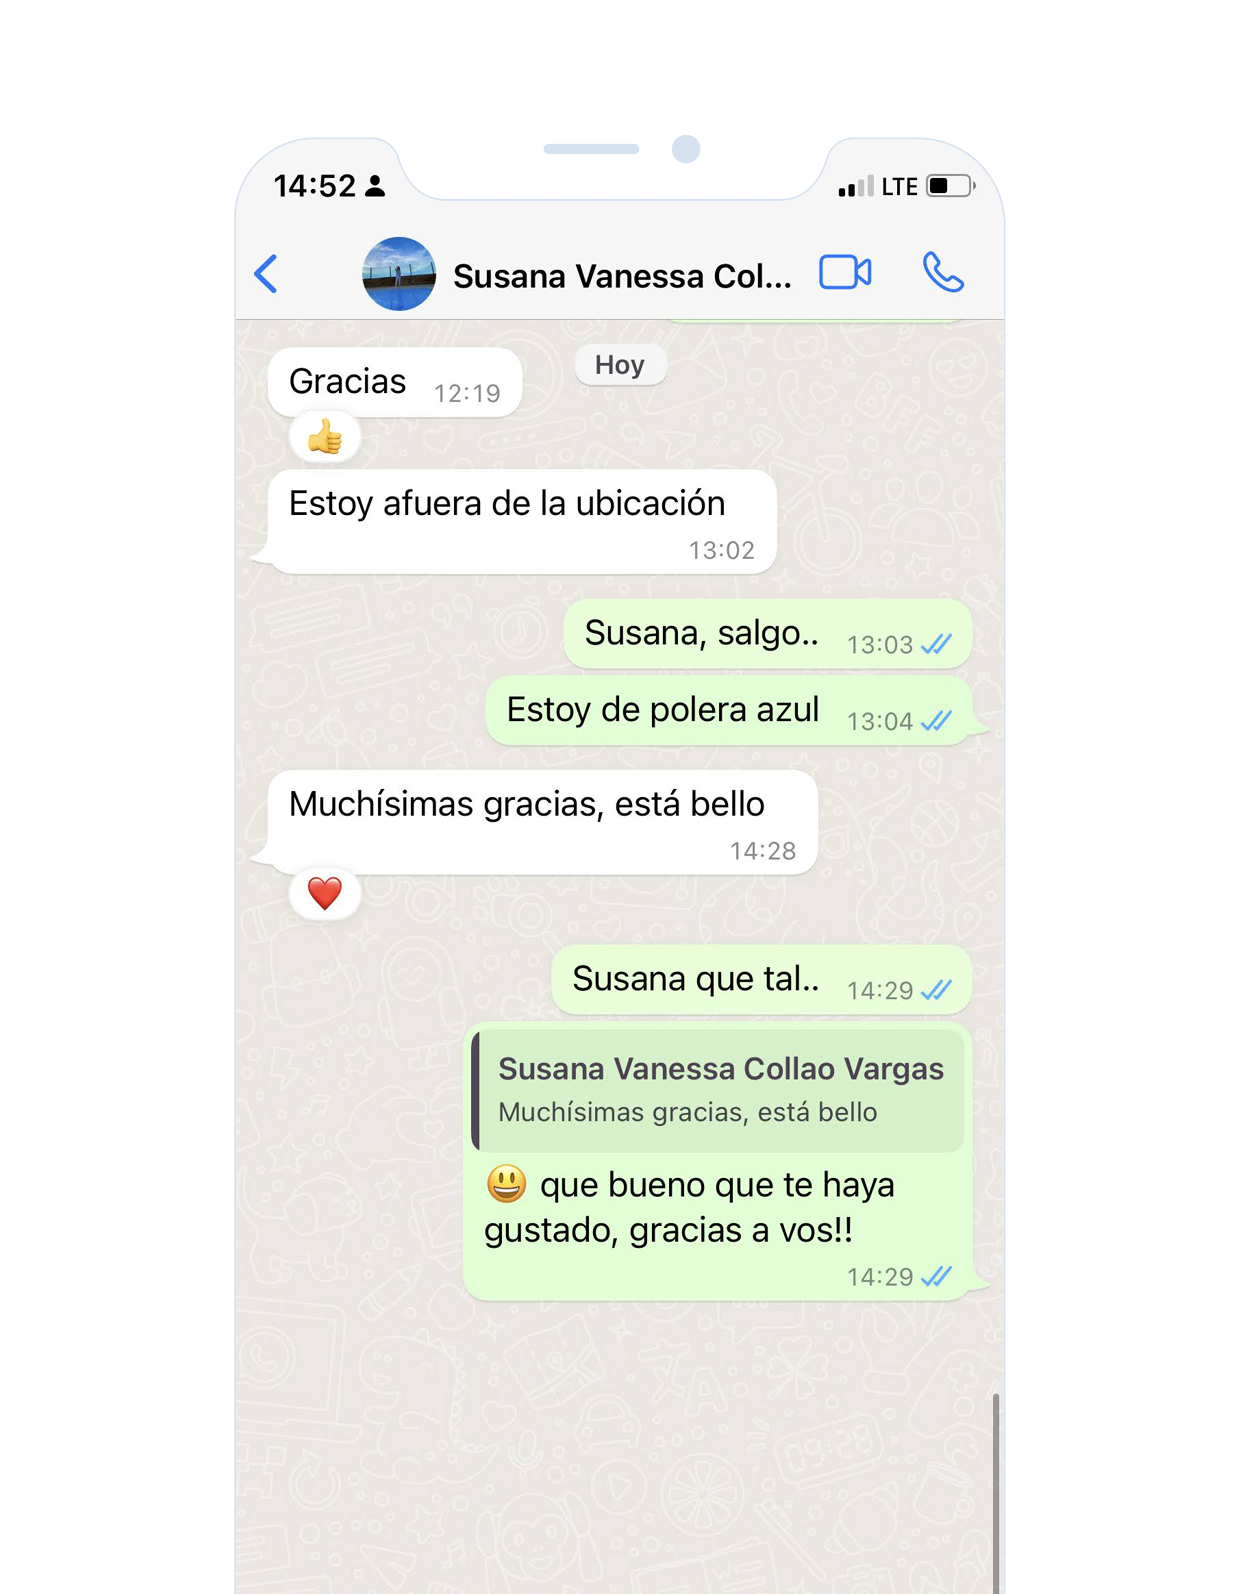 14:52
LTE
Susana Vanessa Col...
Hoy
Gracias 12:19
👍
Estoy afuera de la ubicación
13:02
Susana, salgo.. 13:03
Estoy de polera azul 13:04
Muchísimas gracias, está bello
14:28
❤️
Susana que tal.. 14:29
Susana Vanessa Collao Vargas
Muchísimas gracias, está bello
😃 que bueno que te haya
gustado, gracias a vos!!
14:29
09:28